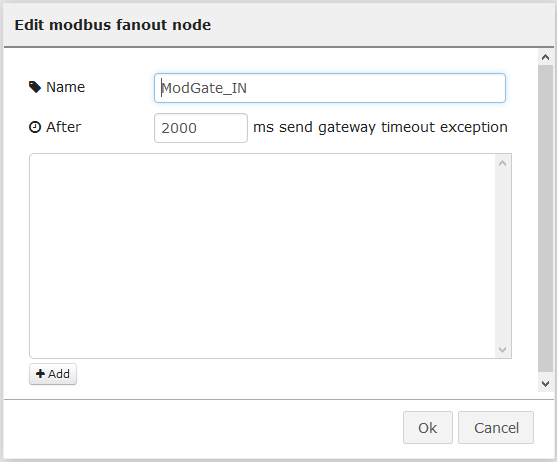 Edit modbus fanout node
Name
ModGate_IN
After
2000
ms send gateway timeout exception
Add
Ok
Cancel